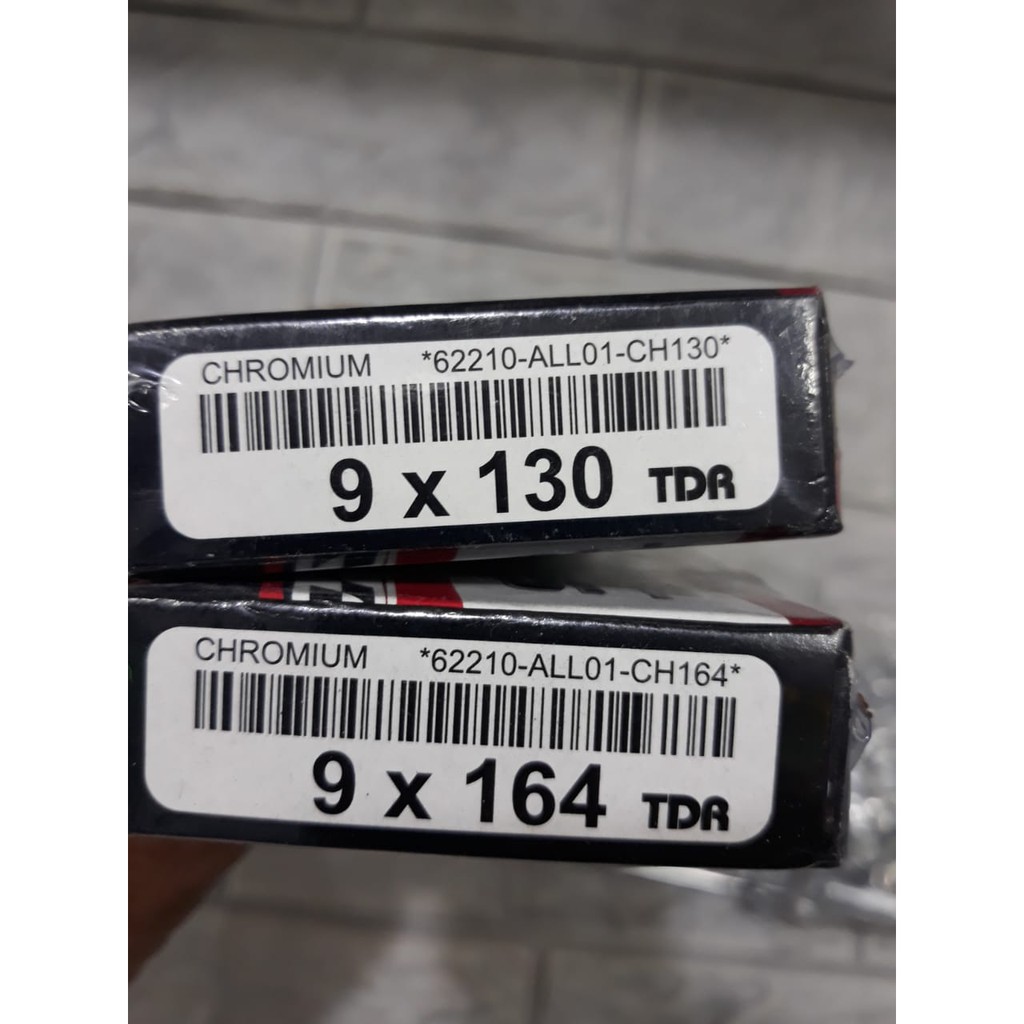 CHROMIUM *62210-ALL01-CH130*
9 x 130 TDR
CHROMIUM *62210-ALL01-CH164*
9 x 164 TDR